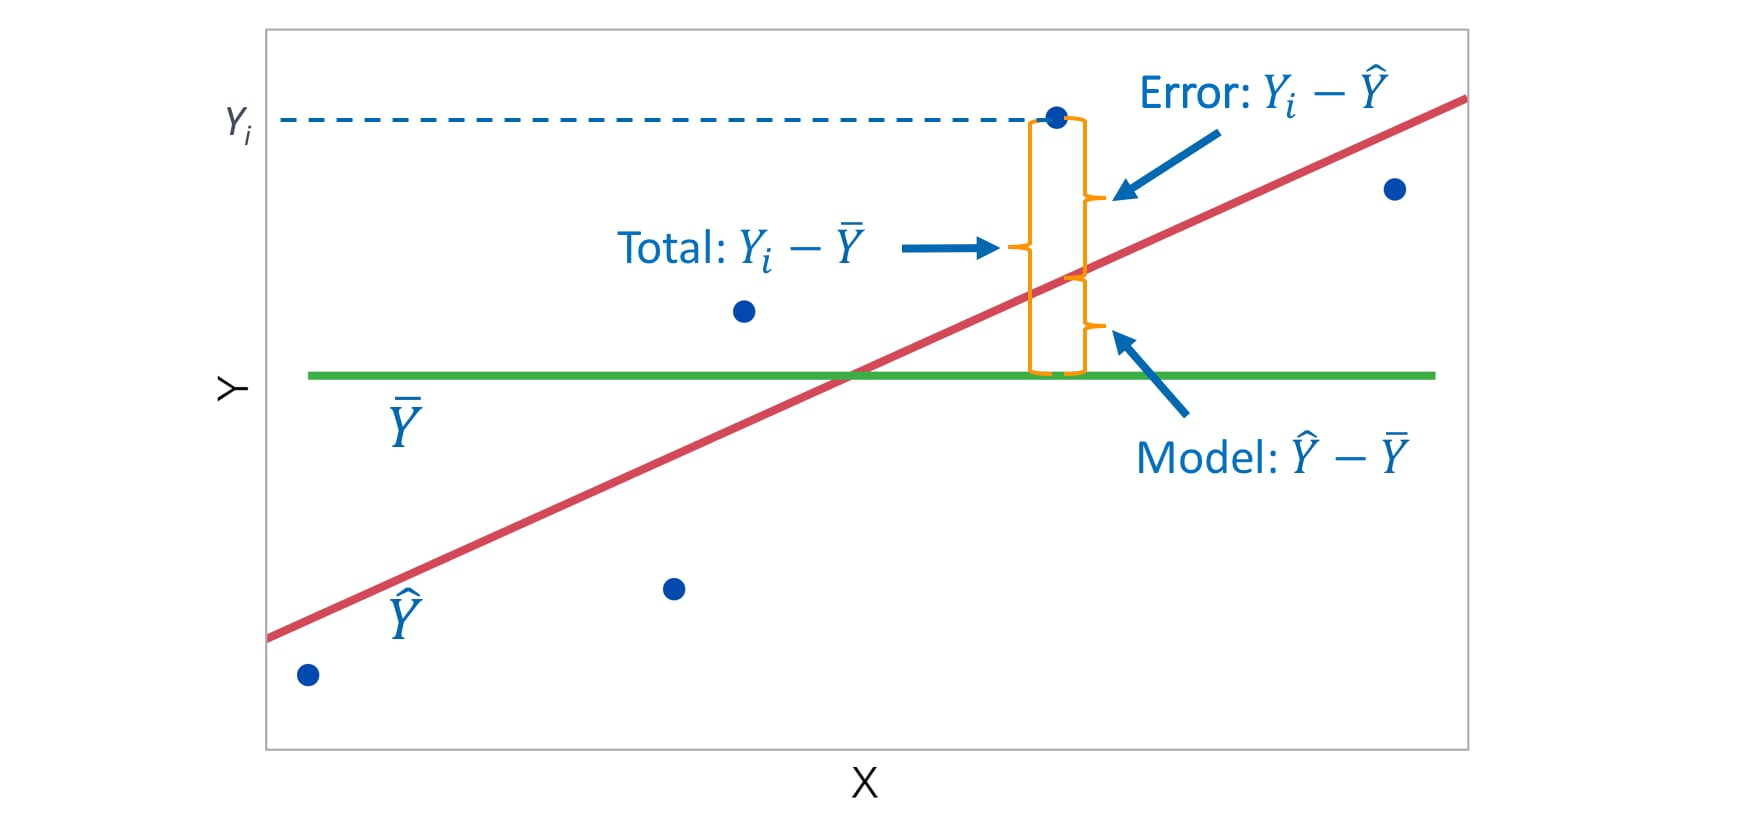 Error: Yᵢ − Ŷ
Yᵢ
Total: Yᵢ − Ȳ
Y
Ȳ
Model: Ŷ − Ȳ
Ŷ
X